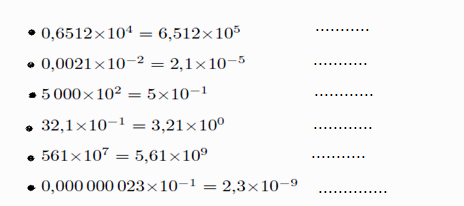 • 0,6512×10⁴ = 6,512×10⁵ ...........
• 0,0021×10⁻² = 2,1×10⁻⁵ ...........
• 5 000×10² = 5×10⁻¹ ............
• 32,1×10⁻¹ = 3,21×10⁰ ............
• 561×10⁷ = 5,61×10⁹ ...........
• 0,000 000 023×10⁻¹ = 2,3×10⁻⁹ ..............